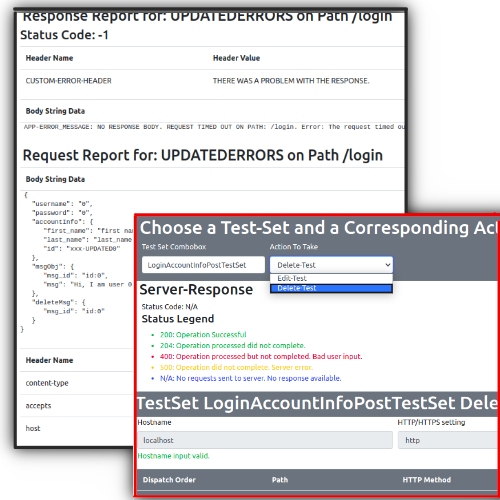 Response Report for: UPDATEDERRORS on Path /login
Status Code: -1
Header Name Header Value
CUSTOM-ERROR-HEADER THERE WAS A PROBLEM WITH THE RESPONSE.
Body String Data
APP-ERROR_MESSAGE: NO RESPONSE BODY. REQUEST TIMED OUT ON PATH: /login. Error: The request timed ou
Request Report for: UPDATEDERRORS on Path /login
Body String Data
{
"username": "0",
"password": "0",
"accountinfo": {
"first_name": "first nam
"last_name": "last_name
"id": "xxx-UPDATED0"
},
"msgObj": {
"msg_id": "id:0",
"msg": "Hi, I am user 0
},
"deleteMsg": {
"msg_id": "id:0"
}
}
Header Name
content-type
accepts
host
Choose a Test-Set and a Corresponding Act
Test Set Combobox Action To Take
LoginAccountInfoPostTestSet Delete-Test
Edit-Test
Delete-Test
Server-Response
Status Code: N/A
Status Legend
200: Operation Successful
204: Operation processed did not complete.
400: Operation processed but not completed. Bad user input.
500: Operation did not complete. Server error.
N/A: No requests sent to server. No response available.
TestSet LoginAccountInfoPostTestSet Dele
Hostname HTTP/HTTPS setting
localhost http
Hostname input valid.
Dispatch Order Path HTTP Method